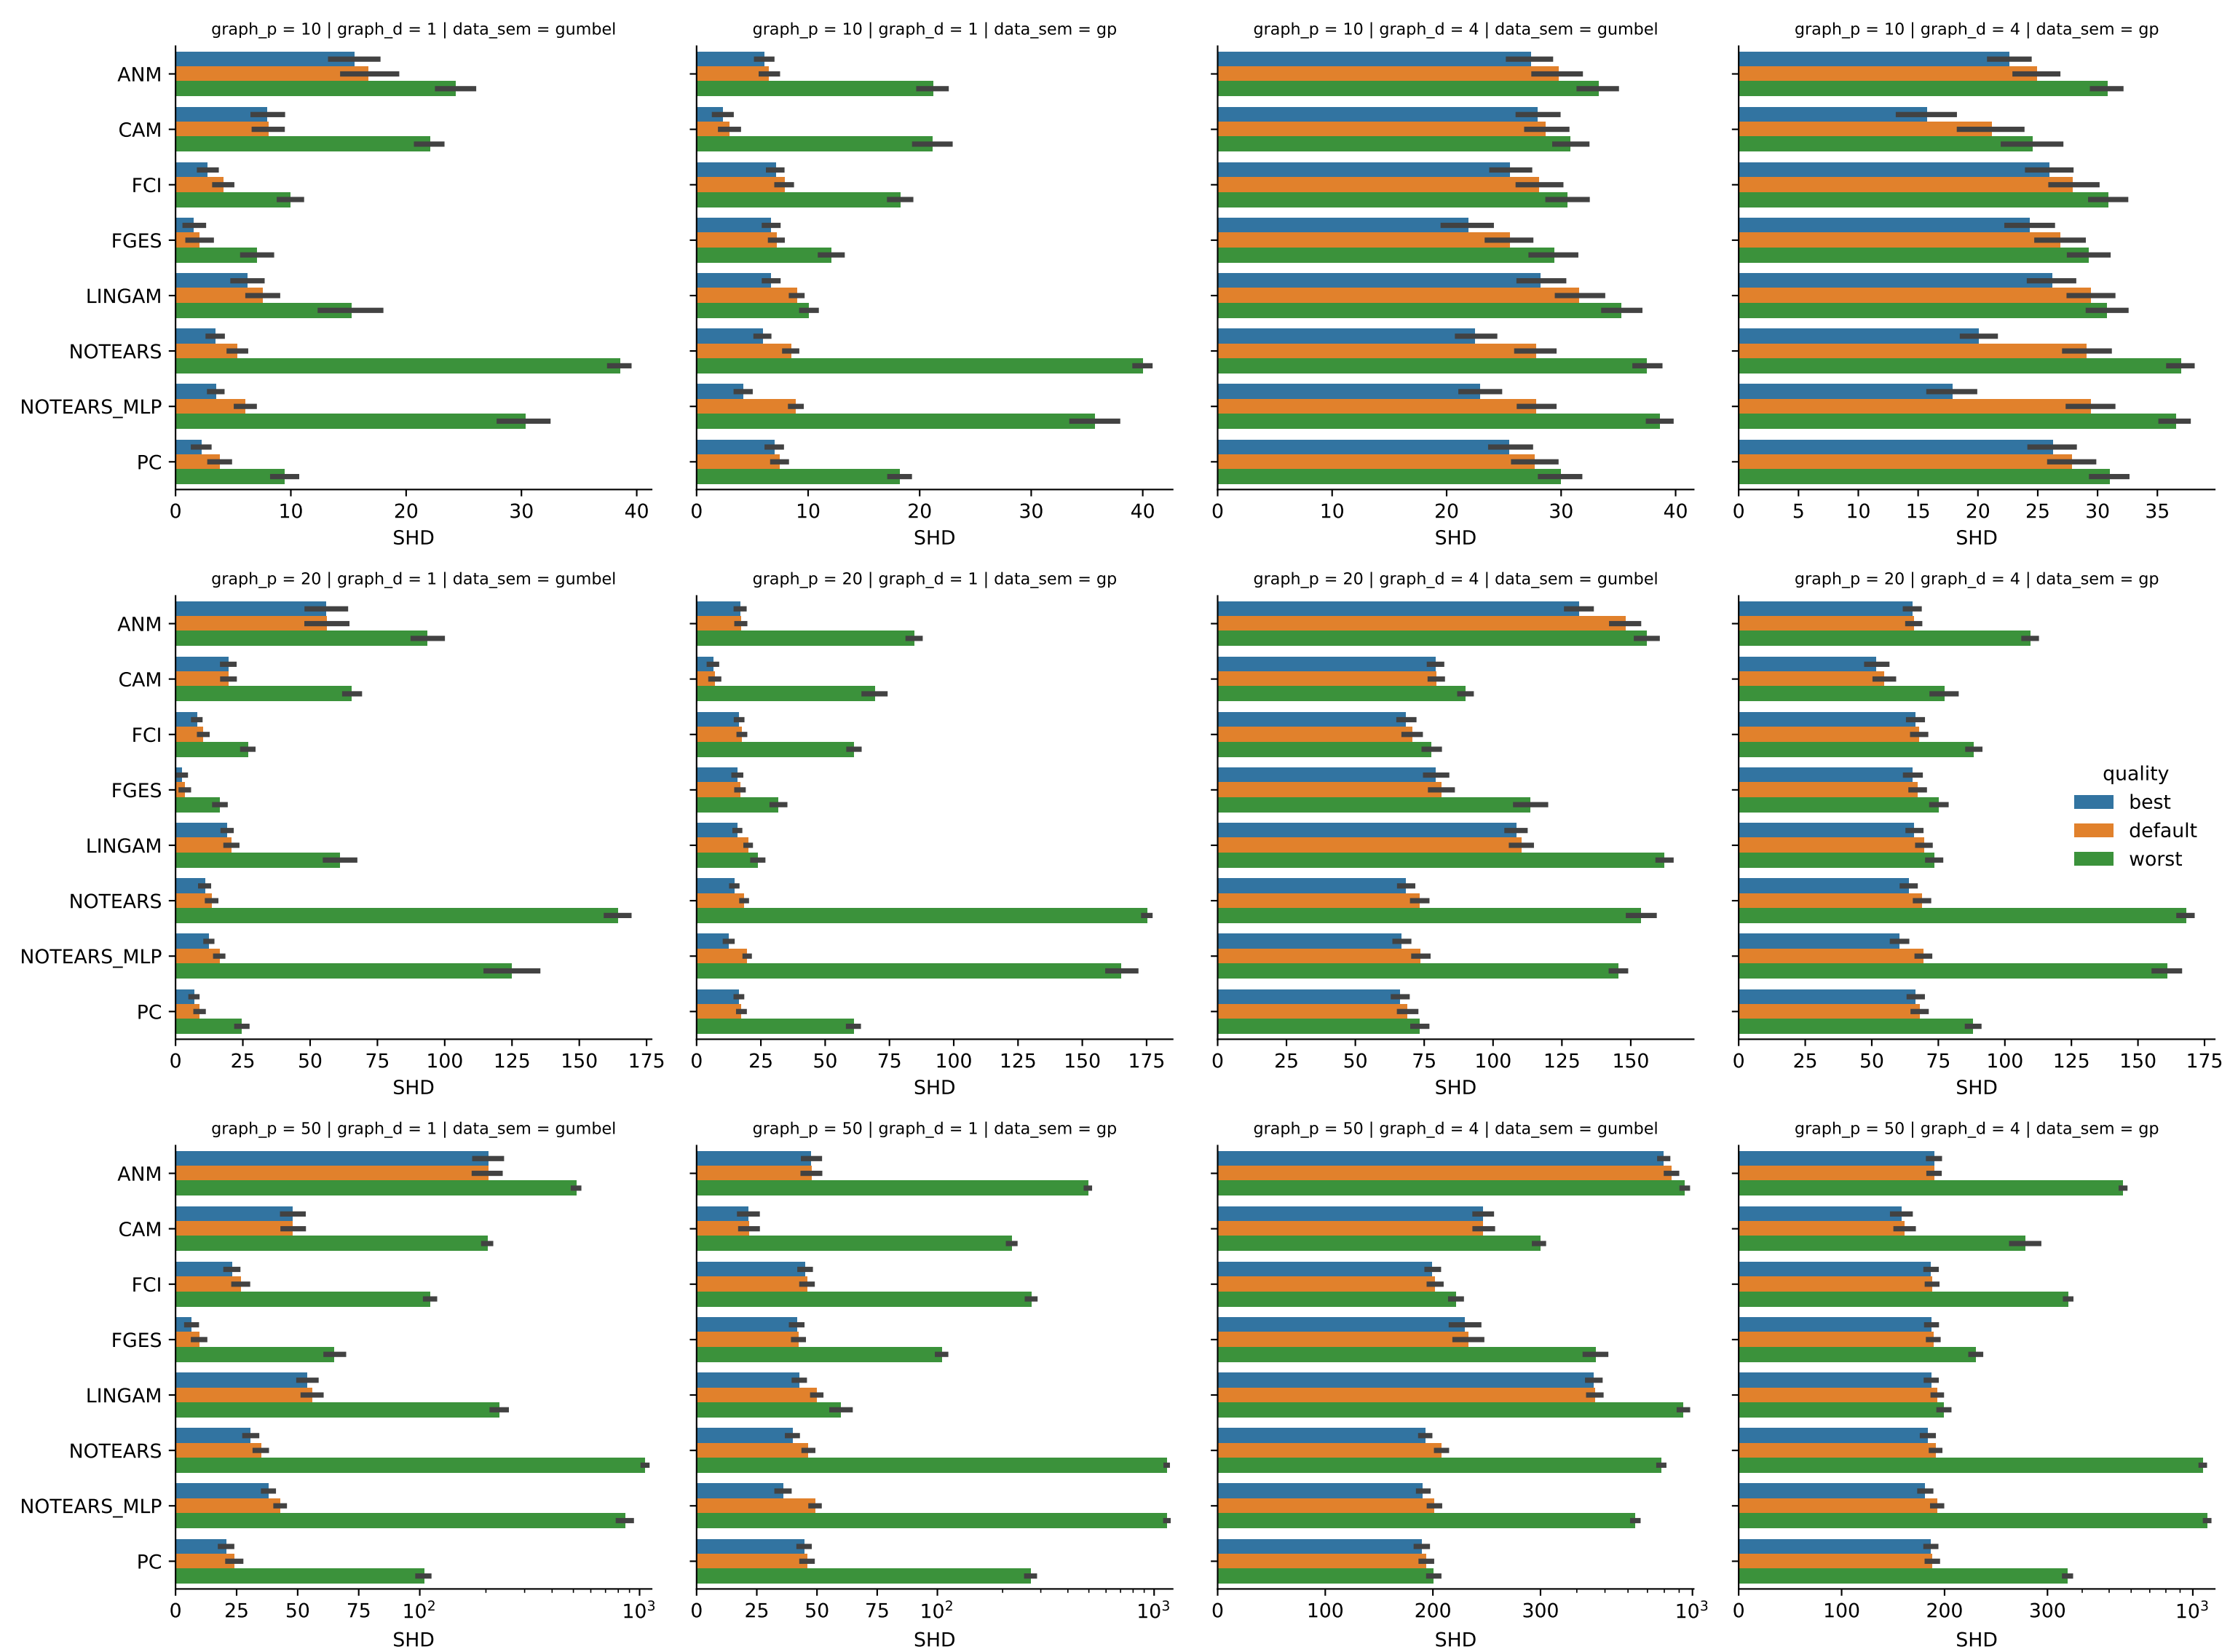 graph_p = 10 | graph_d = 1 | data_sem = gumbel
graph_p = 10 | graph_d = 1 | data_sem = gp
graph_p = 10 | graph_d = 4 | data_sem = gumbel
graph_p = 10 | graph_d = 4 | data_sem = gp
ANM
CAM
FCI
FGES
LINGAM
NOTEARS
NOTEARS_MLP
PC
0 10 20 30 40
0 10 20 30 40
0 10 20 30 40
0 5 10 15 20 25 30 35
SHD
SHD
SHD
SHD
graph_p = 20 | graph_d = 1 | data_sem = gumbel
graph_p = 20 | graph_d = 1 | data_sem = gp
graph_p = 20 | graph_d = 4 | data_sem = gumbel
graph_p = 20 | graph_d = 4 | data_sem = gp
ANM
CAM
FCI
FGES
LINGAM
NOTEARS
NOTEARS_MLP
PC
quality
best
default
worst
0 25 50 75 100 125 150 175
0 25 50 75 100 125 150 175
0 25 50 75 100 125 150
0 25 50 75 100 125 150 175
SHD
SHD
SHD
SHD
graph_p = 50 | graph_d = 1 | data_sem = gumbel
graph_p = 50 | graph_d = 1 | data_sem = gp
graph_p = 50 | graph_d = 4 | data_sem = gumbel
graph_p = 50 | graph_d = 4 | data_sem = gp
ANM
CAM
FCI
FGES
LINGAM
NOTEARS
NOTEARS_MLP
PC
0 25 50 75 10² 10³
0 25 50 75 10² 10³
0 100 200 300 10³
0 100 200 300 10³
SHD
SHD
SHD
SHD